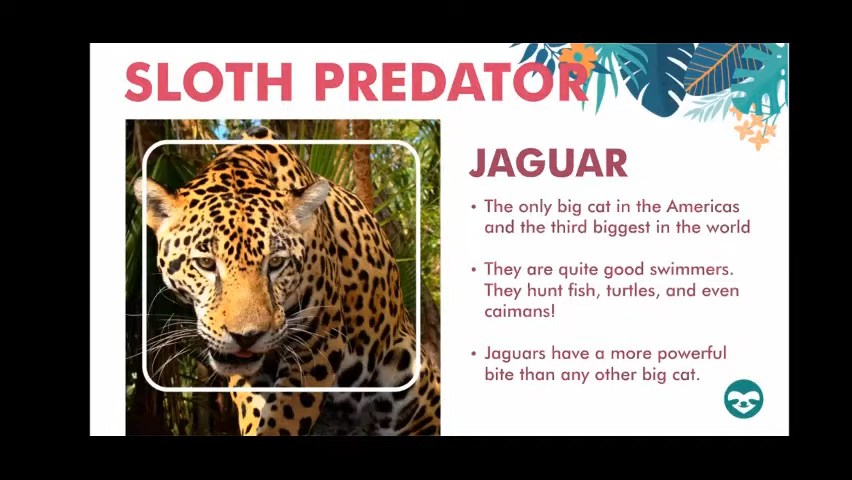 SLOTH PREDATOR
JAGUAR
• The only big cat in the Americas
and the third biggest in the world
• They are quite good swimmers.
They hunt fish, turtles, and even
caimans!
• Jaguars have a more powerful
bite than any other big cat.